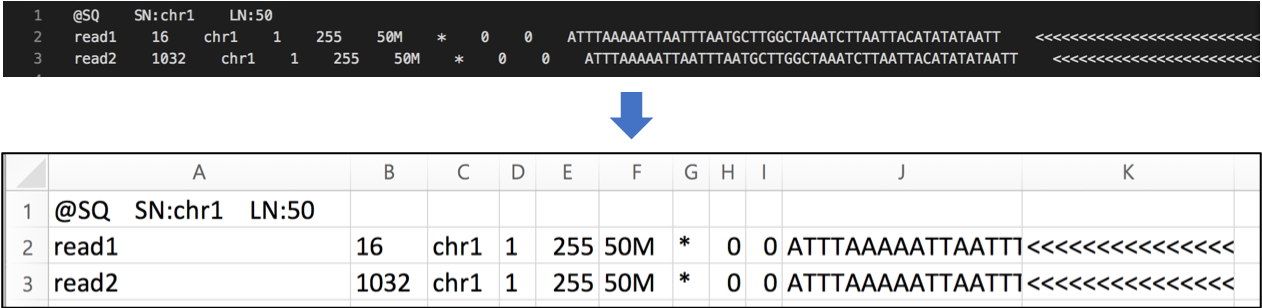 1 @SQ SN:chr1 LN:50
2 read1 16 chr1 1 255 50M * 0 0 ATTTAAAAATTAATTTAATGCTTGGCTAAATCTTAATTACATATATAATT <<<<<<<<<<<<<<<<<<<<<<<<<<
3 read2 1032 chr1 1 255 50M * 0 0 ATTTAAAAATTAATTTAATGCTTGGCTAAATCTTAATTACATATATAATT <<<<<<<<<<<<<<<<<<<<<<<<
A B C D E F G H I J K
1 @SQ SN:chr1 LN:50
2 read1 16 chr1 1 255 50M * 0 0 ATTTAAAAATTAATTT <<<<<<<<<<<<<<<
3 read2 1032 chr1 1 255 50M * 0 0 ATTTAAAAATTAATTT <<<<<<<<<<<<<<<